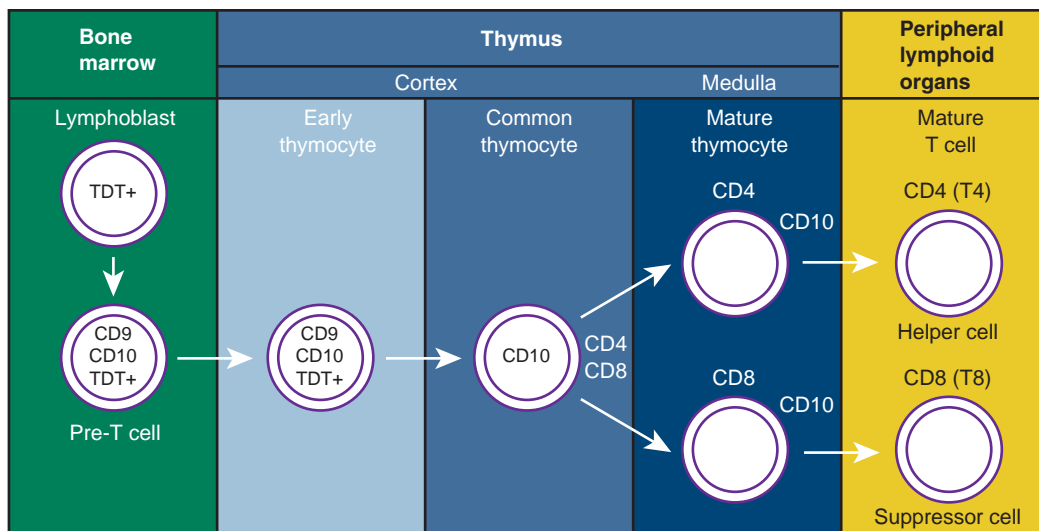 Bone
marrow
Thymus
Peripheral
lymphoid
organs
Cortex
Medulla
Lymphoblast
TDT+
CD9
CD10
TDT+
Pre-T cell
Early
thymocyte
CD9
CD10
TDT+
Common
thymocyte
CD10
CD4
CD8
Mature
thymocyte
CD4
CD10
CD8
CD10
Mature
T cell
CD4 (T4)
Helper cell
CD8 (T8)
Suppressor cell